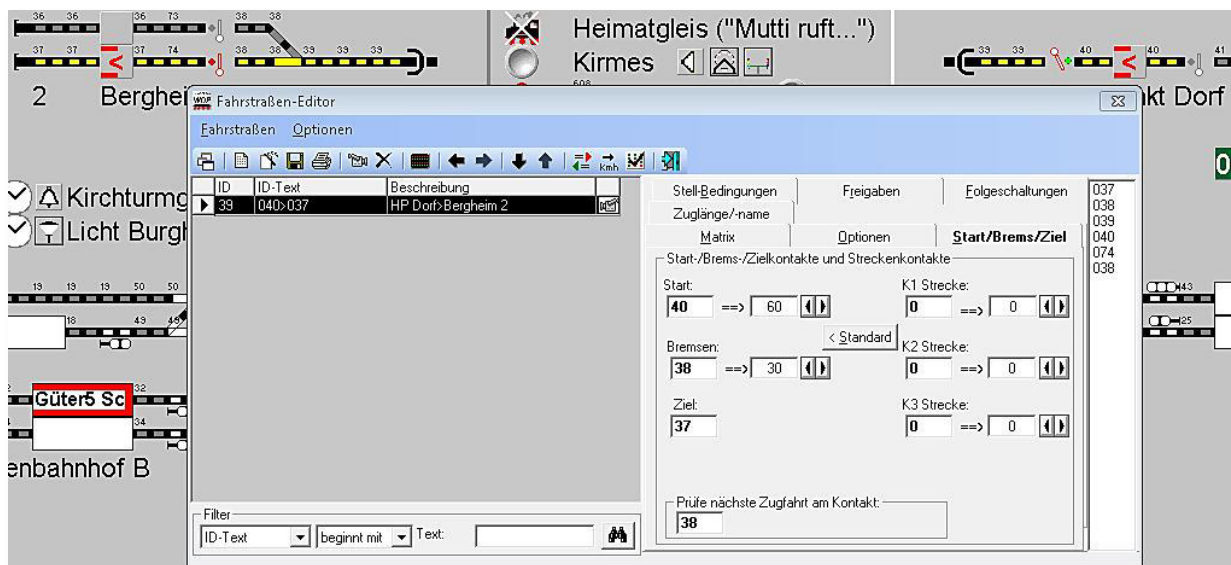 36 36 36 73 38 38
Heimatgleis ("Mutti ruft...")
37 37 37 74 38 38 39 39 39
Kirmes
39 39 40 40 41
608
2 Berghei
nkt Dorf
WDP Fahrstraßen-Editor
Fahrstraßen Optionen
kmh
0
ID ID-Text Beschreibung
39 040>037 HP Dorf>Bergheim 2
Stell-Bedingungen Freigaben Folgeschaltungen
Zuglänge/-name
Matrix Optionen Start/Brems/Ziel
037
038
039
040
074
038
Kirchturmg
Licht Burgh
Start-/Brems-/Zielkontakte und Streckenkontakte
Start: K1 Strecke:
40 ==> 60 0 ==> 0
< Standard
Bremsen: K2 Strecke:
38 ==> 30 0 ==> 0
Ziel: K3 Strecke:
37 0 ==> 0
Prüfe nächste Zugfahrt am Kontakt:
38
19 19 19 50 50
43
18 49 49
25
32
Güter5 Sc
34
enbahnhof B
Filter
ID-Text beginnt mit Text: